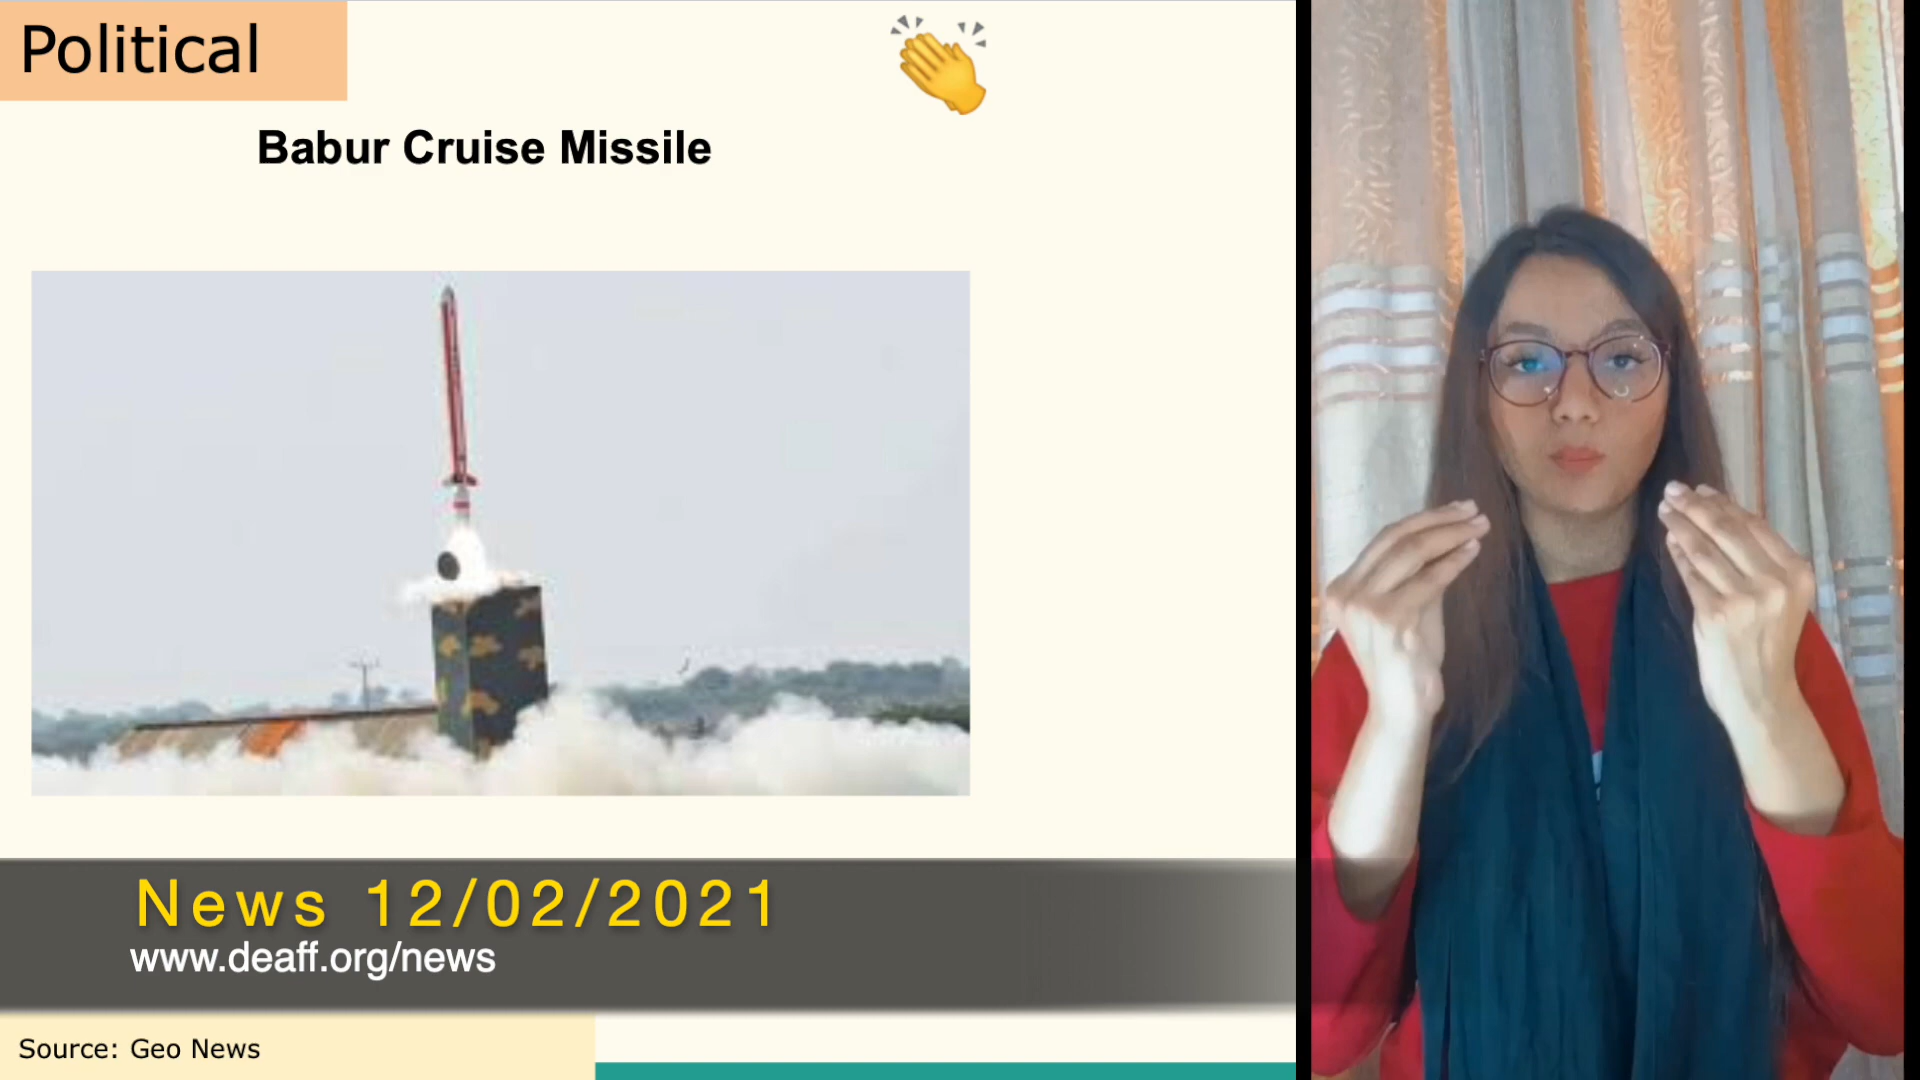 Political
Babur Cruise Missile
News 12/02/2021
www.deaff.org/news
Source: Geo News